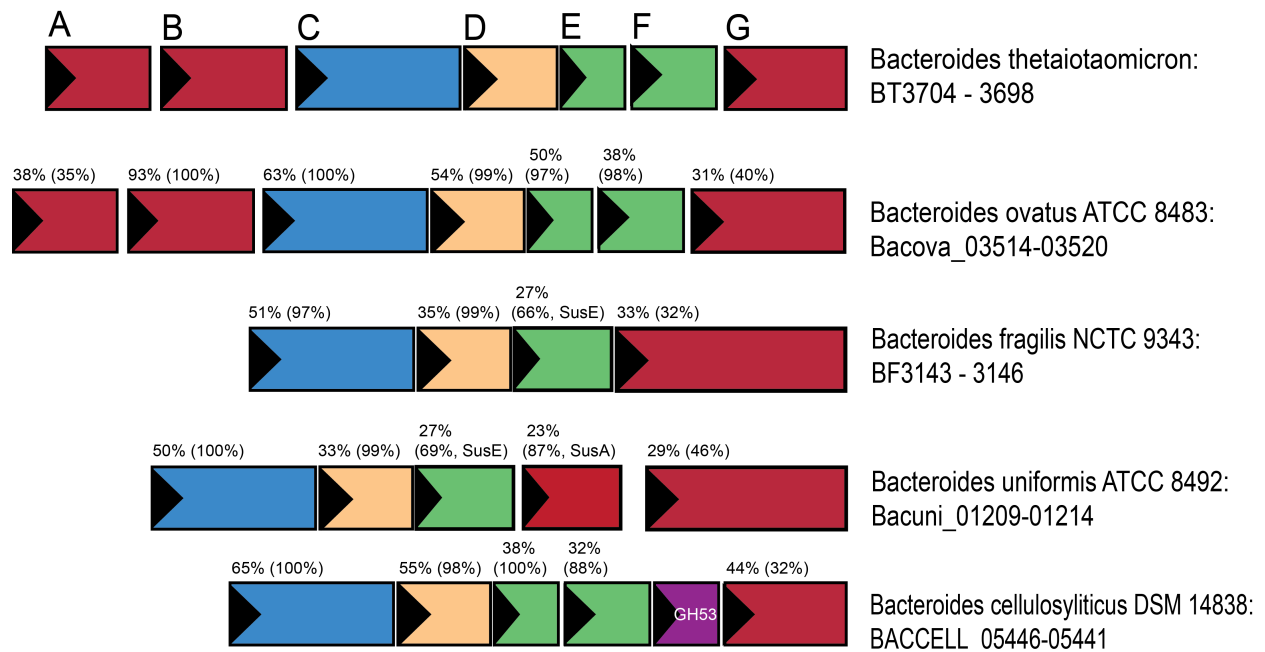 A B C D E F G
Bacteroides thetaiotaomicron:
BT3704 - 3698
50% 38%
38% (35%) 93% (100%) 63% (100%) 54% (99%) (97%) (98%) 31% (40%)
Bacteroides ovatus ATCC 8483:
Bacova_03514-03520
27%
51% (97%) 35% (99%) (66%, SusE) 33% (32%)
Bacteroides fragilis NCTC 9343:
BF3143 - 3146
27% 23%
50% (100%) 33% (99%) (69%, SusE) (87%, SusA) 29% (46%)
Bacteroides uniformis ATCC 8492:
Bacuni_01209-01214
38% 32%
65% (100%) 55% (98%) (100%) (88%) 44% (32%)
GH53
Bacteroides cellulosyliticus DSM 14838:
BACCELL_05446-05441